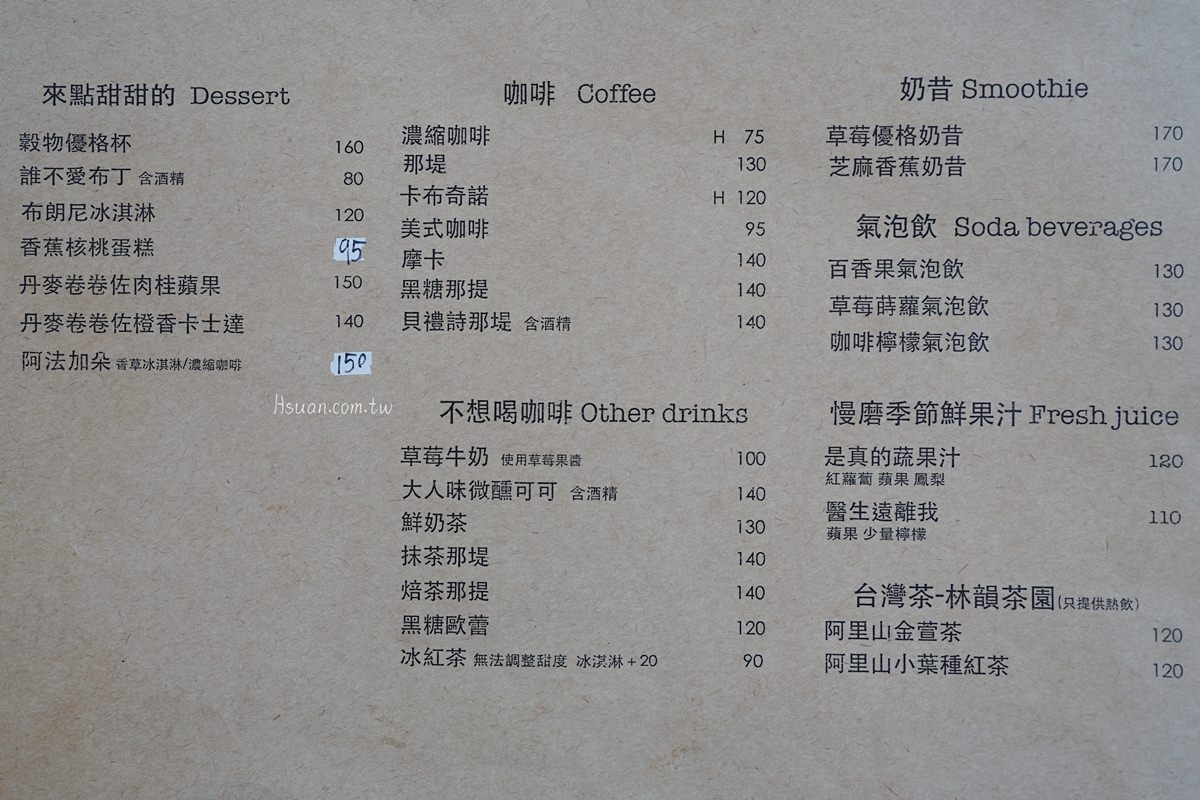 來點甜甜的 Dessert
穀物優格杯 160
誰不愛布丁 含酒精 80
布朗尼冰淇淋 120
香蕉核桃蛋糕 95
丹麥卷卷佐肉桂蘋果 150
丹麥卷卷佐橙香卡士達 140
阿法加朵 香草冰淇淋/濃縮咖啡 150
Hsuan.com.tw
咖啡 Coffee
濃縮咖啡 H 75
那堤 130
卡布奇諾 H 120
美式咖啡 95
摩卡 140
黑糖那提 140
貝禮詩那堤 含酒精 140
不想喝咖啡 Other drinks
草莓牛奶 使用草莓果醬 100
大人味微醺可可 含酒精 140
鮮奶茶 130
抹茶那堤 140
焙茶那提 140
黑糖歐蕾 120
冰紅茶 無法調整甜度 冰淇淋+20 90
奶昔 Smoothie
草莓優格奶昔 170
芝麻香蕉奶昔 170
氣泡飲 Soda beverages
百香果氣泡飲 130
草莓蒔蘿氣泡飲 130
咖啡檸檬氣泡飲 130
慢磨季節鮮果汁 Fresh juice
是真的蔬果汁 120
紅蘿蔔 蘋果 鳳梨
醫生遠離我 110
蘋果 少量檸檬
台灣茶-林韻茶園(只提供熱飲)
阿里山金萱茶 120
阿里山小葉種紅茶 120